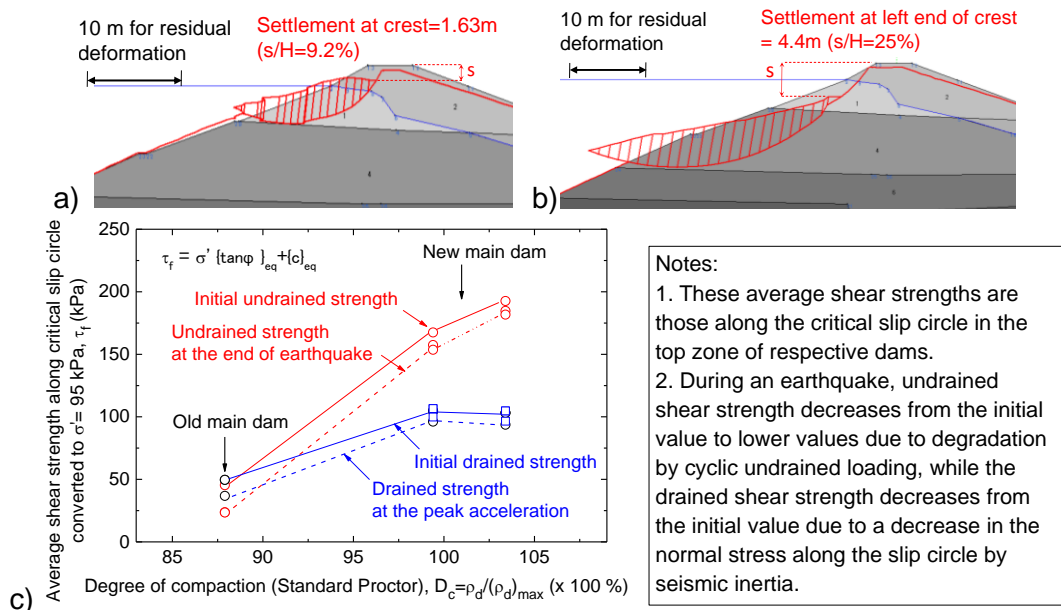 a)
10 m for residual
deformation
Settlement at crest=1.63m
(s/H=9.2%)
s
2
1
4
b)
10 m for residual
deformation
Settlement at left end of crest
= 4.4m (s/H=25%)
s
1
4
c)
Average shear strength along critical slip circle
converted to σ'= 95 kPa, τf (kPa)
250
200
150
100
50
0
85
90
95
100
105
τf = σ' {tanφ }eq+{c}eq
New main dam
Initial undrained strength
Undrained strength
at the end of earthquake
Old main dam
Initial drained strength
Drained strength
at the peak acceleration
Degree of compaction (Standard Proctor), Dc=ρd/(ρd)max (x 100 %)
Notes:
1. These average shear strengths are
those along the critical slip circle in the
top zone of respective dams.
2. During an earthquake, undrained
shear strength decreases from the initial
value to lower values due to degradation
by cyclic undrained loading, while the
drained shear strength decreases from
the initial value due to a decrease in the
normal stress along the slip circle by
seismic inertia.